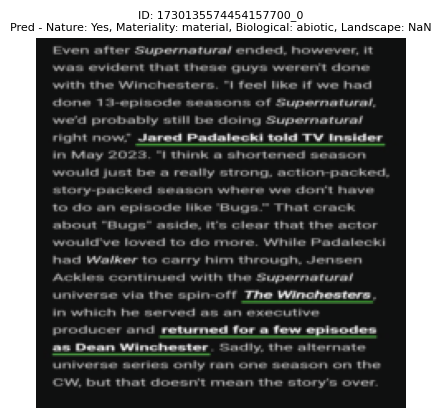 ID: 1730135574454157700_0
Pred - Nature: Yes, Materiality: material, Biological: abiotic, Landscape: NaN
Even after Supernatural ended, however, it
was evident that these guys weren't done
with the Winchesters. "I feel like if we had
done 13-episode seasons of Supernatural,
we'd probably still be doing Supernatural
right now," Jared Padalecki told TV Insider
in May 2023. "I think a shortened season
would just be a really strong, action-packed,
story-packed season where we don't have
to do an episode like 'Bugs.'" That crack
about "Bugs" aside, it's clear that the actor
would've loved to do more. While Padalecki
had Walker to carry him through, Jensen
Ackles continued with the Supernatural
universe via the spin-off The Winchesters,
in which he served as an executive
producer and returned for a few episodes
as Dean Winchester. Sadly, the alternate
universe series only ran one season on the
CW, but that doesn't mean the story's over.